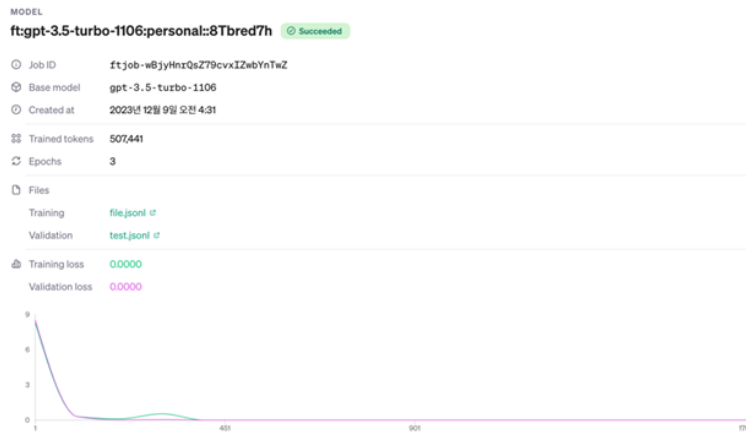 MODEL
ft:gpt-3.5-turbo-1106:personal::8Tbred7h Succeeded
Job ID ftjob-wBjyHnrQsZ79cvxIZwbYnTwZ
Base model gpt-3.5-turbo-1106
Created at 2023년 12월 9일 오전 4:31
Trained tokens 507,441
Epochs 3
Files
Training file.jsonl
Validation test.jsonl
Training loss 0.0000
Validation loss 0.0000
9
6
3
0
1 451 901